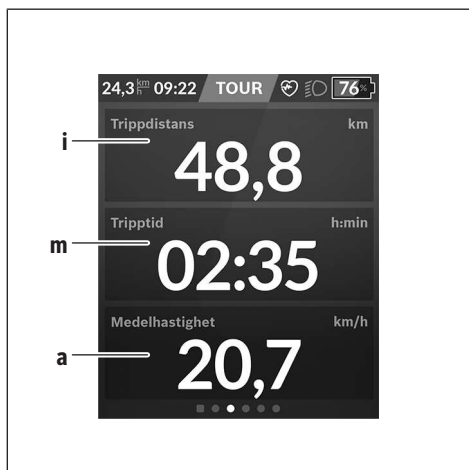 24,3 km/h 09:22 TOUR 76%
Trippdistans km
i
48,8
Tripptid h:min
m
02:35
Medelhastighet km/h
a
20,7